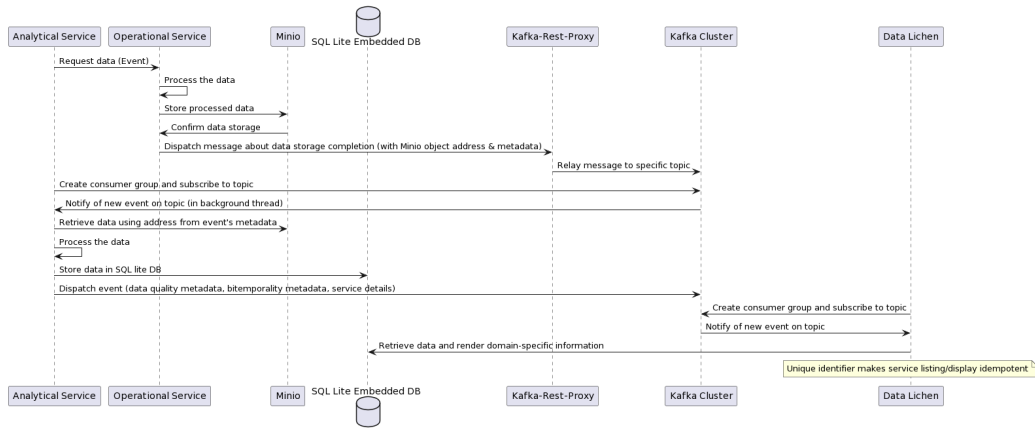 SQL Lite Embedded DB
Analytical Service
Operational Service
Minio
Kafka-Rest-Proxy
Kafka Cluster
Data Lichen
Request data (Event)
Process the data
Store processed data
Confirm data storage
Dispatch message about data storage completion (with Minio object address & metadata)
Relay message to specific topic
Create consumer group and subscribe to topic
Notify of new event on topic (in background thread)
Retrieve data using address from event's metadata
Process the data
Store data in SQL lite DB
Dispatch event (data quality metadata, bitemporality metadata, service details)
Create consumer group and subscribe to topic
Notify of new event on topic
Retrieve data and render domain-specific information
Unique identifier makes service listing/display idempotent
Analytical Service
Operational Service
Minio
SQL Lite Embedded DB
Kafka-Rest-Proxy
Kafka Cluster
Data Lichen